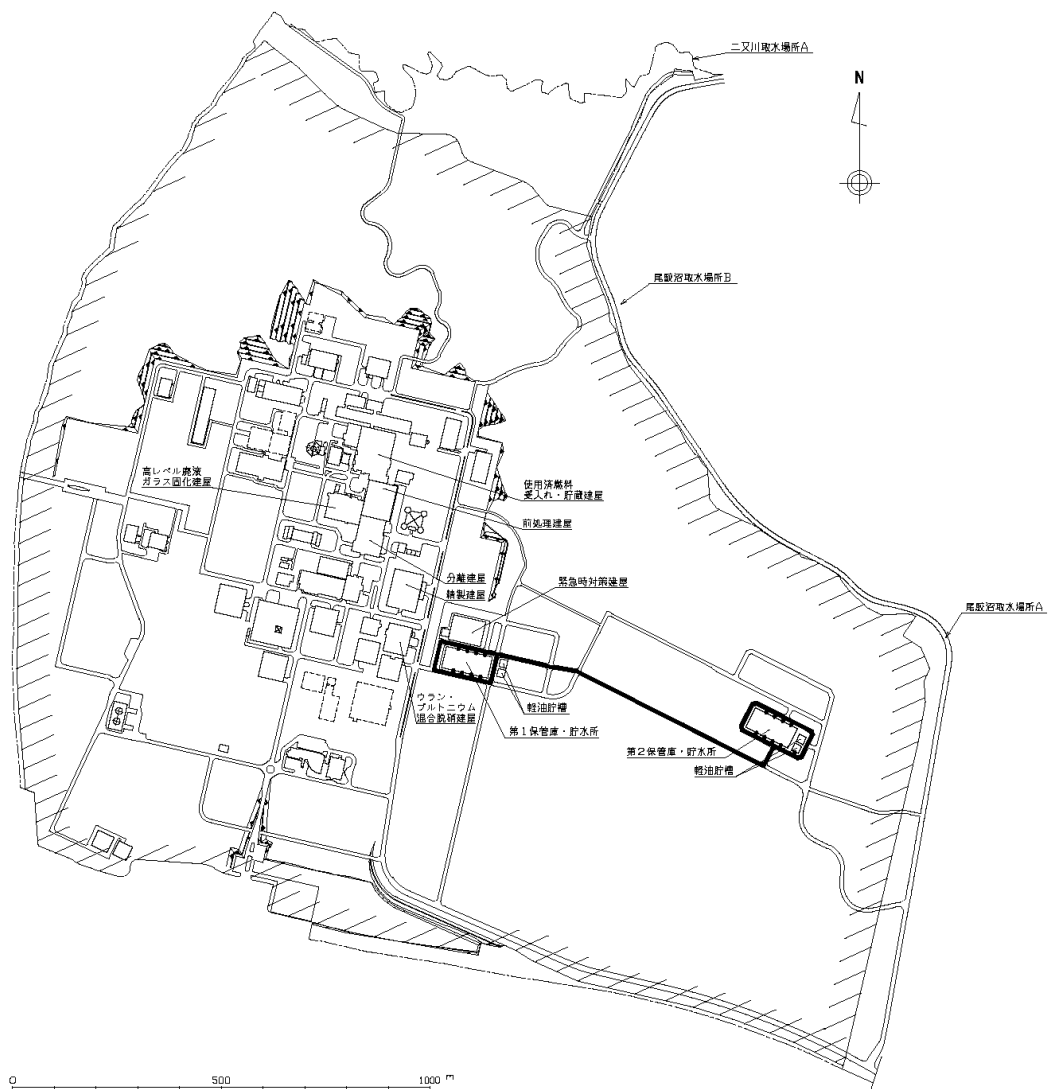 二又川取水場所A
N
尾駮沼取水場所B
高レベル廃液
ガラス固化建屋
使用済燃料
受入れ・貯蔵建屋
前処理建屋
分離建屋
精製建屋
緊急時対策建屋
尾駮沼取水場所A
ウラン・
プルトニウム
混合脱硝建屋
軽油貯槽
第1保管庫・貯水所
第2保管庫・貯水所
軽油貯槽
0
500
1000 m